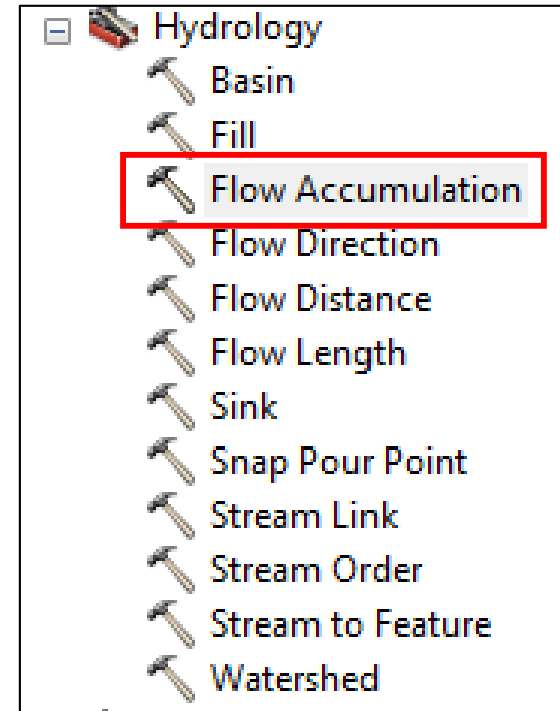 Hydrology
Basin
Fill
Flow Accumulation
Flow Direction
Flow Distance
Flow Length
Sink
Snap Pour Point
Stream Link
Stream Order
Stream to Feature
Watershed